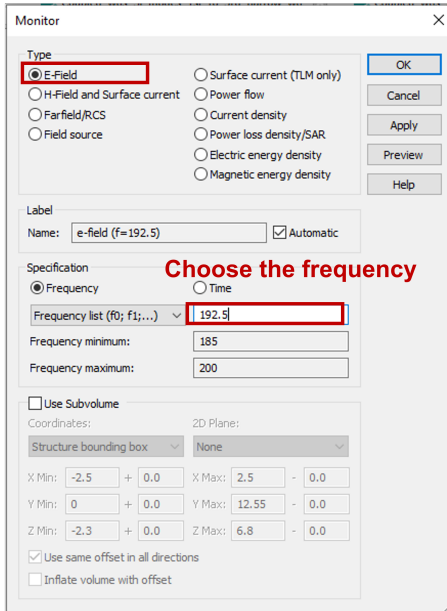 Monitor
Type
E-Field
Surface current (TLM only)
OK
H-Field and Surface current
Power flow
Cancel
Farfield/RCS
Current density
Apply
Field source
Power loss density/SAR
Electric energy density
Preview
Magnetic energy density
Help
Label
Name: e-field (f=192.5) Automatic
Specification
Choose the frequency
Frequency Time
Frequency list (f0; f1;...) 192.5
Frequency minimum: 185
Frequency maximum: 200
Use Subvolume
Coordinates: 2D Plane:
Structure bounding box None
X Min: -2.5 + 0.0 X Max: 2.5 - 0.0
Y Min: 0 + 0.0 Y Max: 12.55 - 0.0
Z Min: -2.3 + 0.0 Z Max: 6.8 - 0.0
Use same offset in all directions
Inflate volume with offset